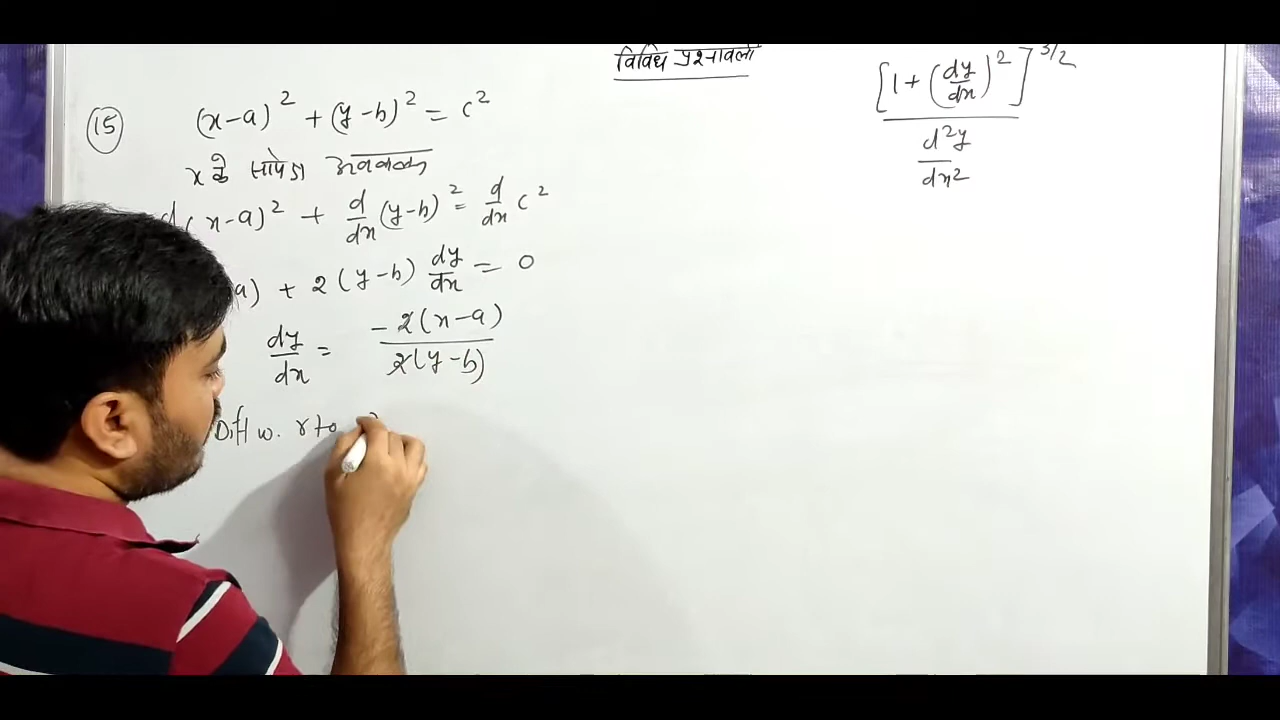 विविध प्रश्नावली
(15) (x-a)² + (y-b)² = c²
x के सापेक्ष अवकलन
d (x-a)² + d/dx (y-b)² = d/dx c²
a) + 2(y-b) dy/dx = 0
dy/dx = -2(x-a)/2(y-b)
Diff w. r to
[1 + (dy/dx)²]^3/2
d²y/dx²